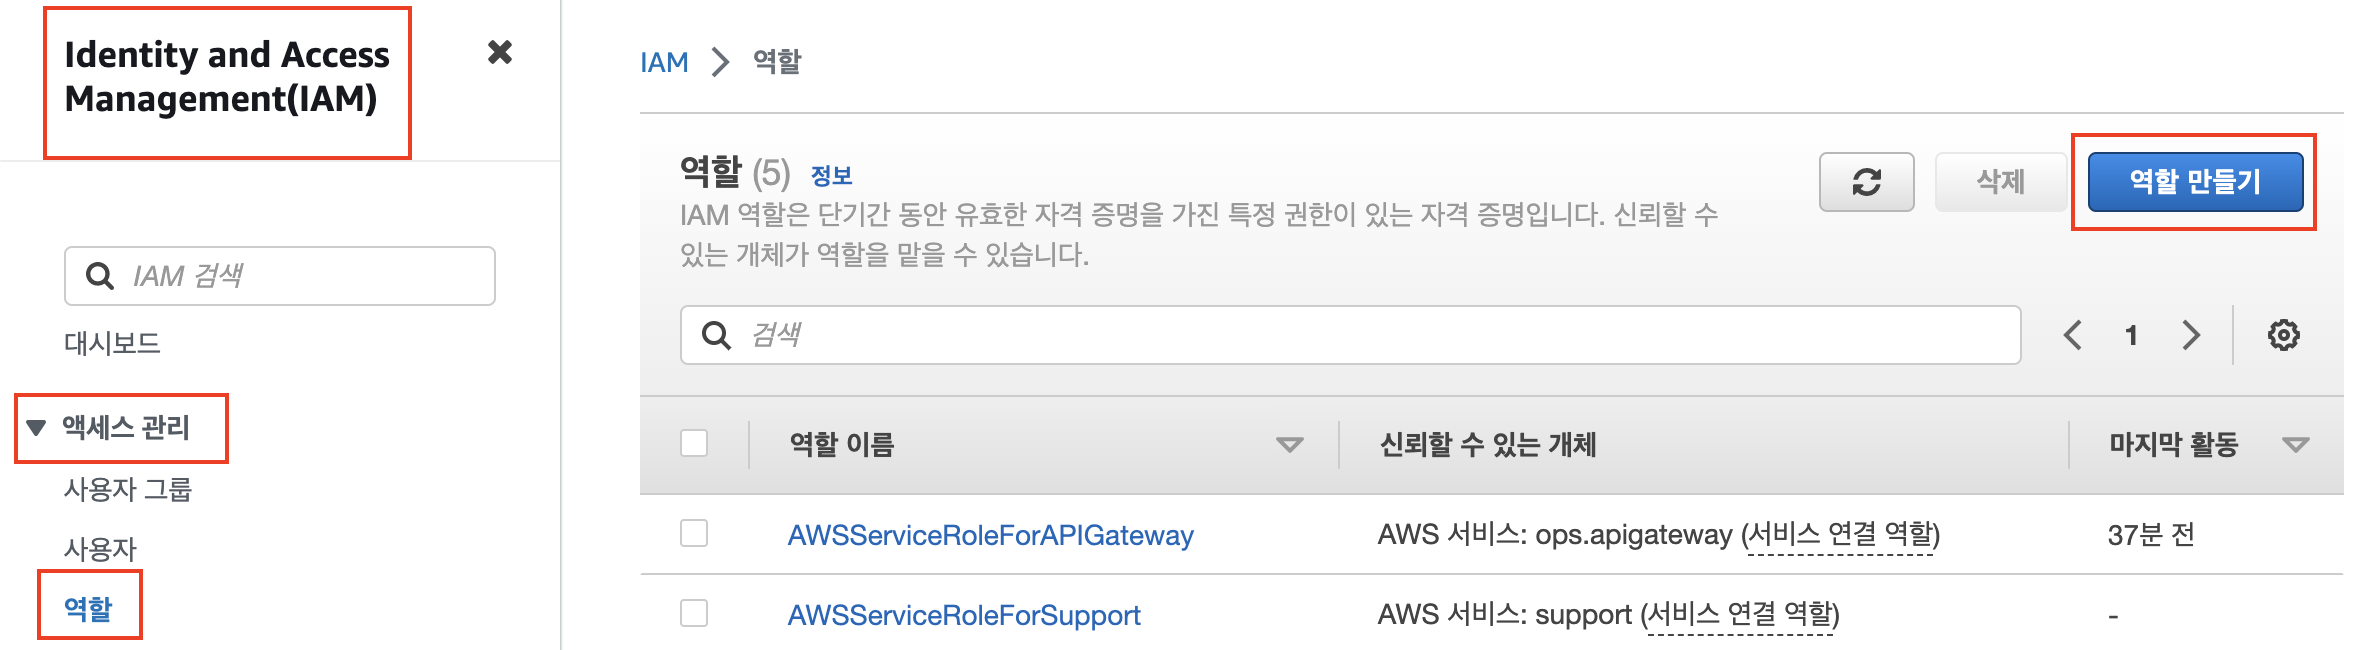 Identity and Access
Management(IAM)
IAM 검색
대시보드
액세스 관리
사용자 그룹
사용자
역할
IAM > 역할
역할 (5) 정보
IAM 역할은 단기간 동안 유효한 자격 증명을 가진 특정 권한이 있는 자격 증명입니다. 신뢰할 수
있는 개체가 역할을 맡을 수 있습니다.
삭제
역할 만들기
검색
1
역할 이름 신뢰할 수 있는 개체 마지막 활동
AWSServiceRoleForAPIGateway AWS 서비스: ops.apigateway (서비스 연결 역할) 37분 전
AWSServiceRoleForSupport AWS 서비스: support (서비스 연결 역할) -